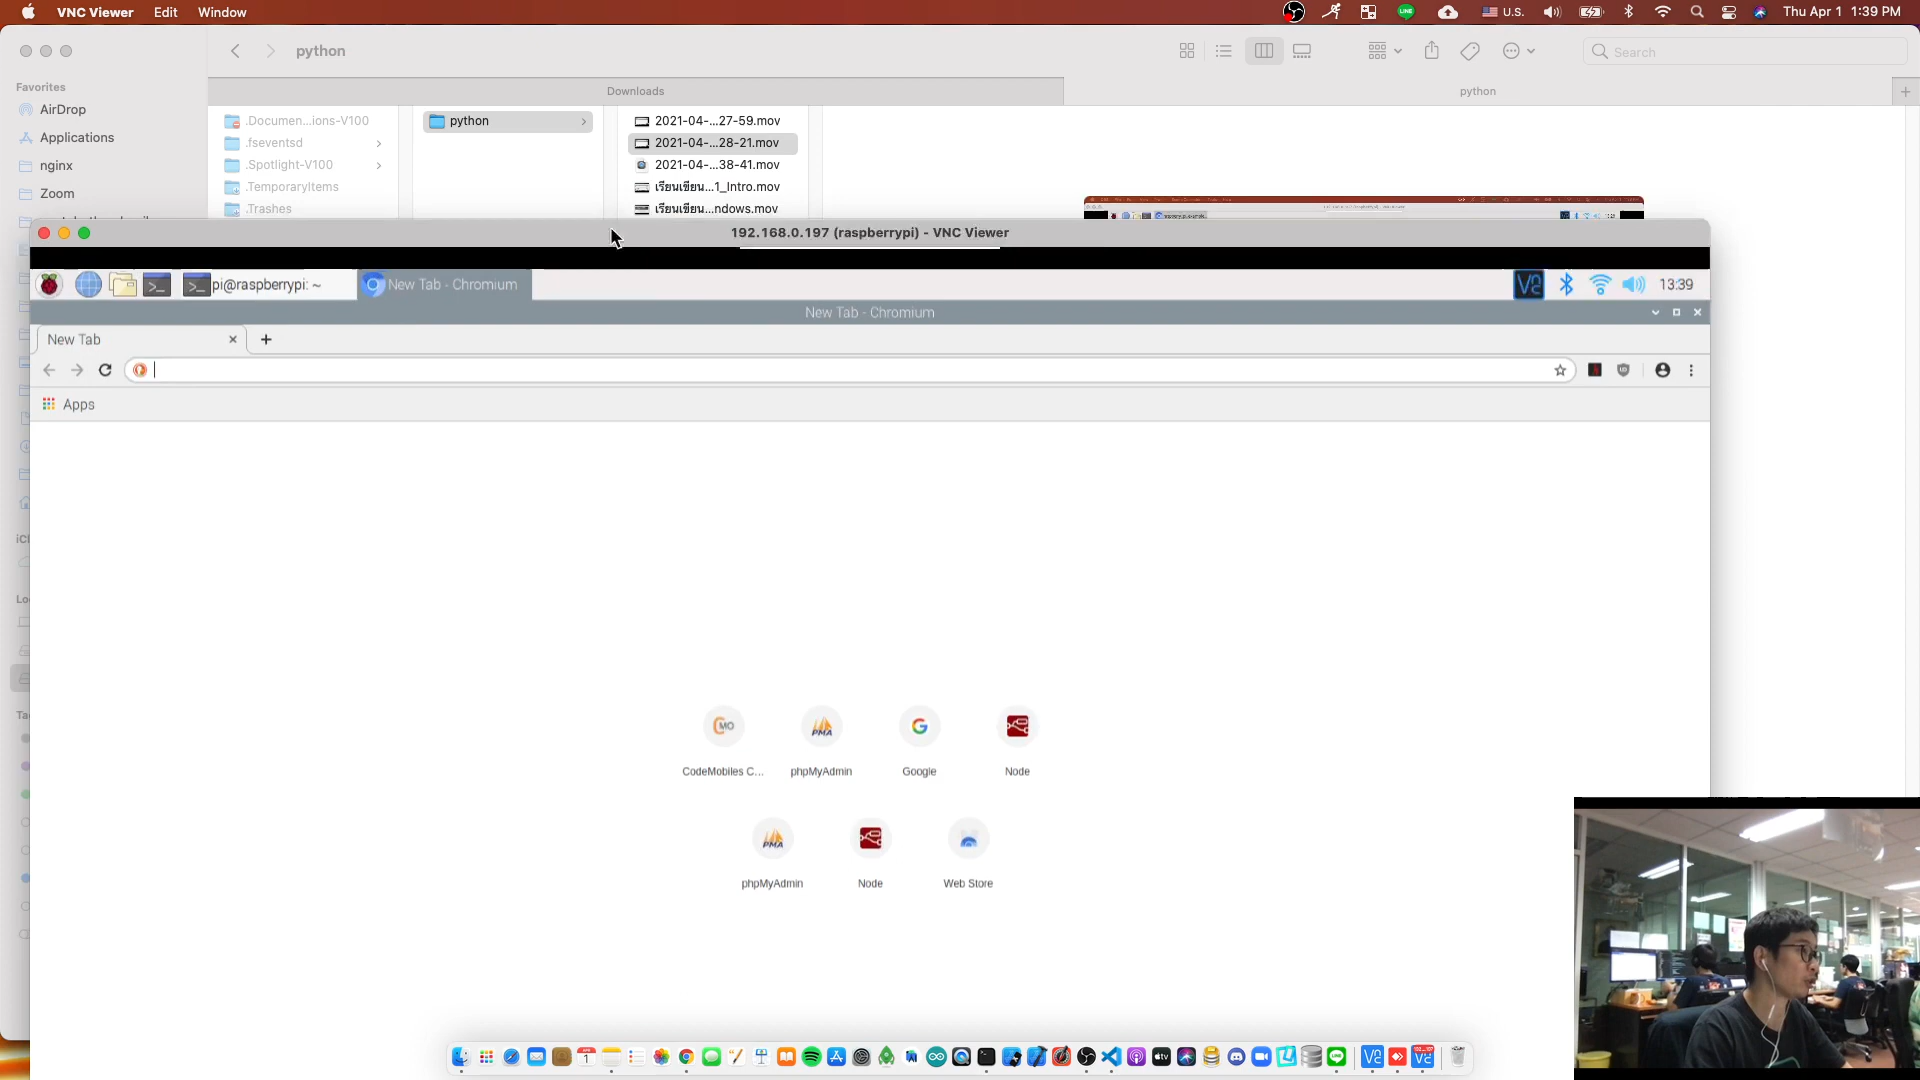 VNC Viewer Edit Window
U.S. Thu Apr 1 1:39 PM
python
Search
Favorites
Downloads
python
AirDrop
Applications
nginx
Zoom
.Documen...ions-V100
.fseventsd
.Spotlight-V100
.TemporaryItems
.Trashes
python
2021-04-...27-59.mov
2021-04-...28-21.mov
2021-04-...38-41.mov
เรียนเขียน...1_Intro.mov
เรียนเขียน...ndows.mov
192.168.0.197 (raspberrypi) - VNC Viewer
pi@raspberrypi: ~
New Tab - Chromium
13:39
New Tab - Chromium
New Tab
Apps
CodeMobiles C...
phpMyAdmin
Google
Node
phpMyAdmin
Node
Web Store